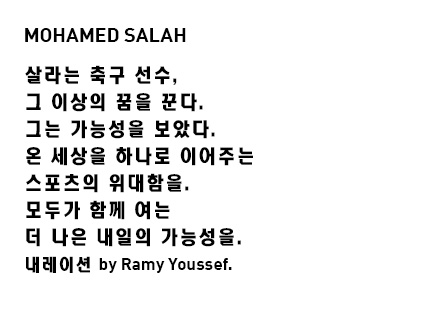 MOHAMED SALAH
살라는 축구 선수,
그 이상의 꿈을 꾼다.
그는 가능성을 보았다.
온 세상을 하나로 이어주는
스포츠의 위대함을.
모두가 함께 여는
더 나은 내일의 가능성을.
내레이션 by Ramy Youssef.